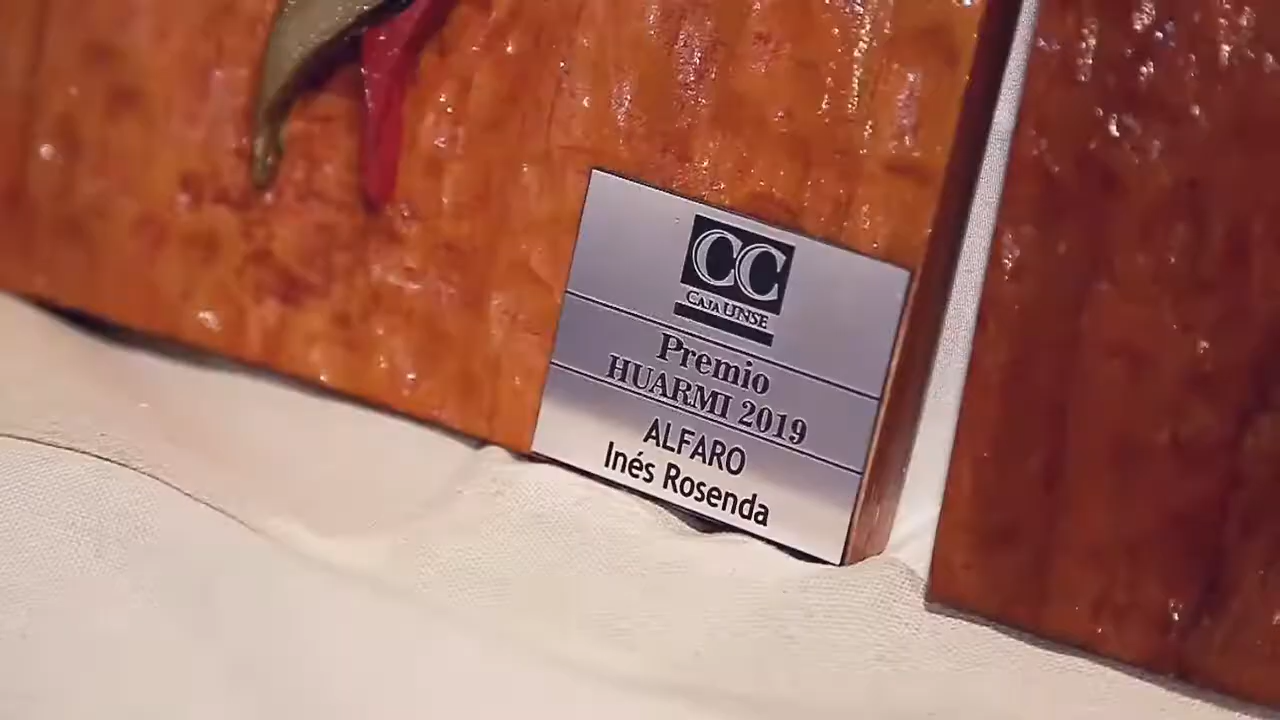 CC
CAJA UNSE
Premio
HUARMI 2019
ALFARO
Inés Rosenda